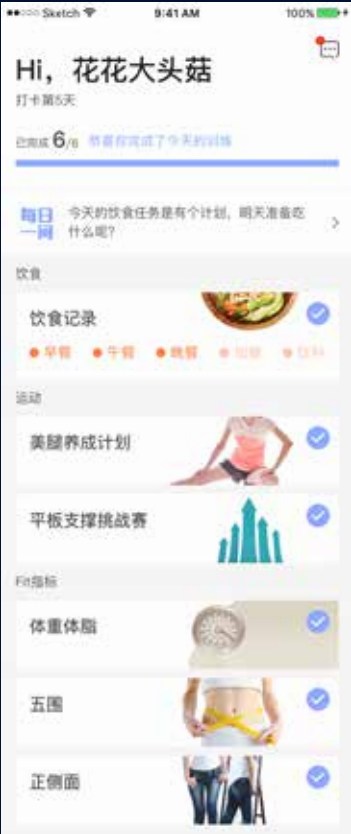 Sketch
9:41 AM
100%
Hi，花花大头菇
打卡第5天
已完成 6/6 恭喜你完成了今天的训练
每日一问
今天的饮食任务是有个计划，明天准备吃
什么呢？
饮食
饮食记录
早餐 午餐 晚餐 加餐 饮料
运动
美腿养成计划
平板支撑挑战赛
Fit指标
体重体脂
五围
正侧面